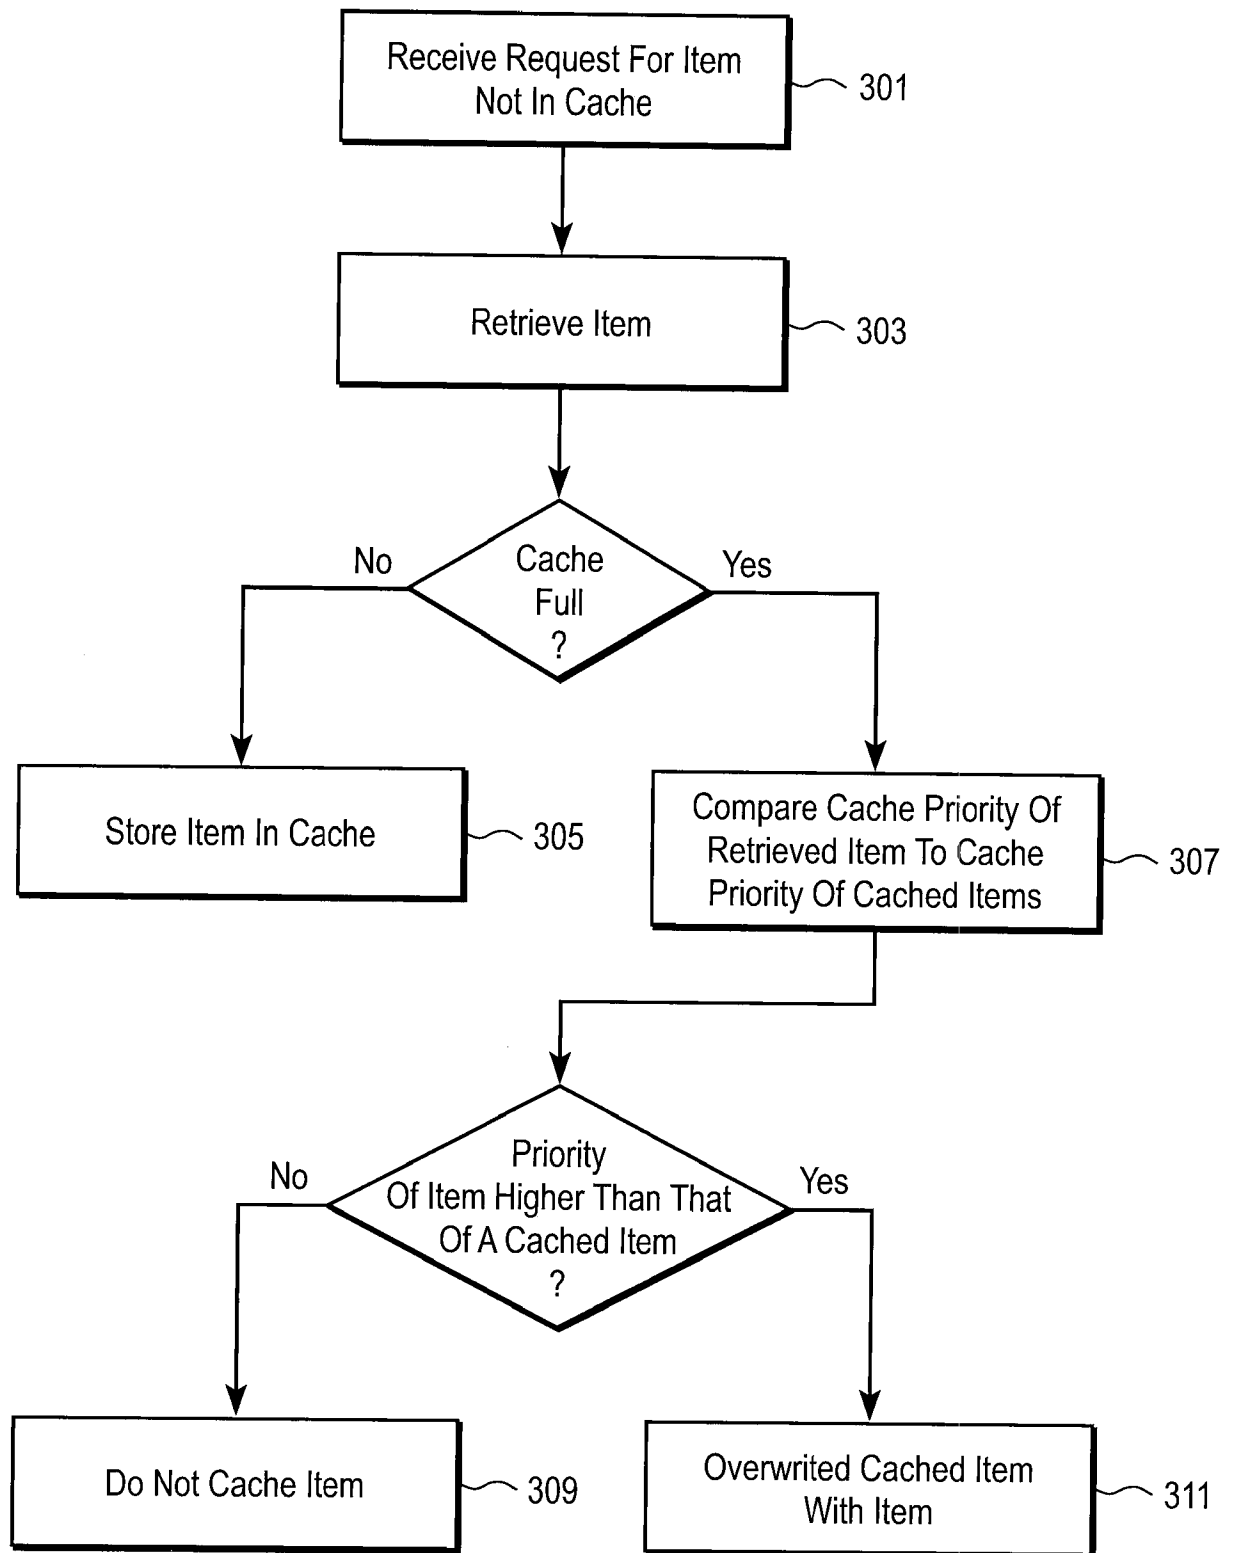 Receive Request For Item
Not In Cache
301
Retrieve Item
303
Cache
Full
?
No
Yes
Store Item In Cache
305
Compare Cache Priority Of
Retrieved Item To Cache
Priority Of Cached Items
307
Priority
Of Item Higher Than That
Of A Cached Item
?
No
Yes
Do Not Cache Item
309
Overwrited Cached Item
With Item
311